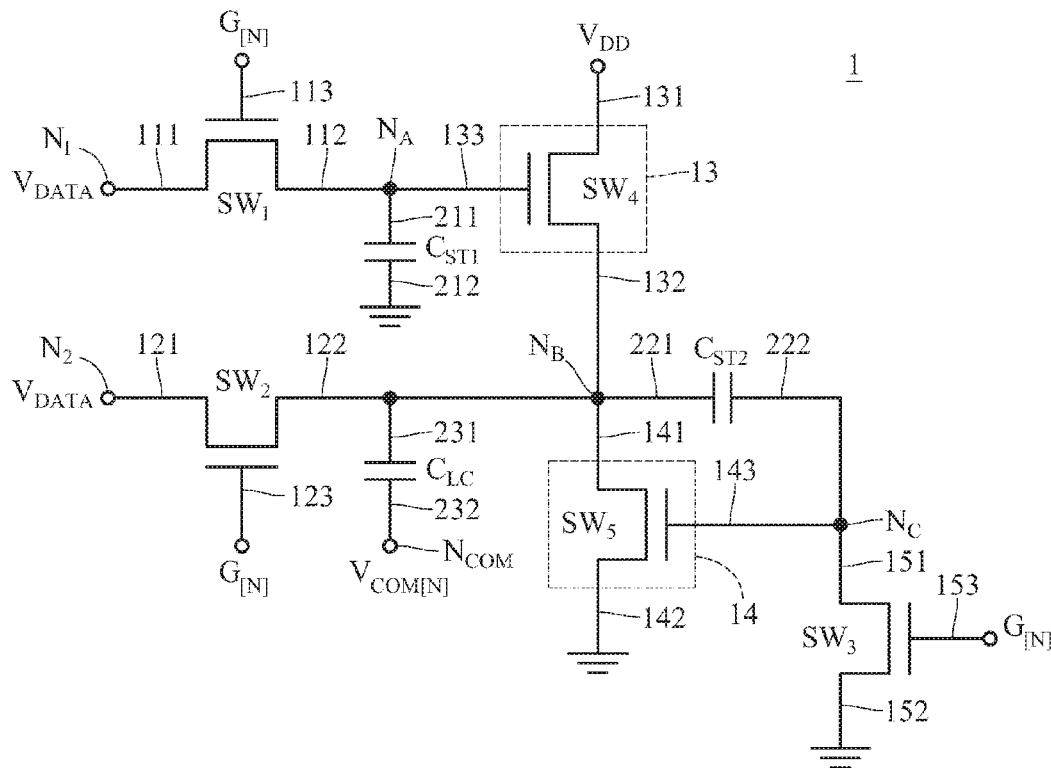 G[N]
VDD
1
113
131
N1
111
112
NA
133
13
VDATA
SW1
SW4
211
CST1
212
132
N2
121
122
NB
221
CST2
222
VDATA
SW2
231
141
CLC
143
123
232
SW5
NC
NCOM
151
G[N]
VCOM[N]
153
142
14
SW3
G[N]
152